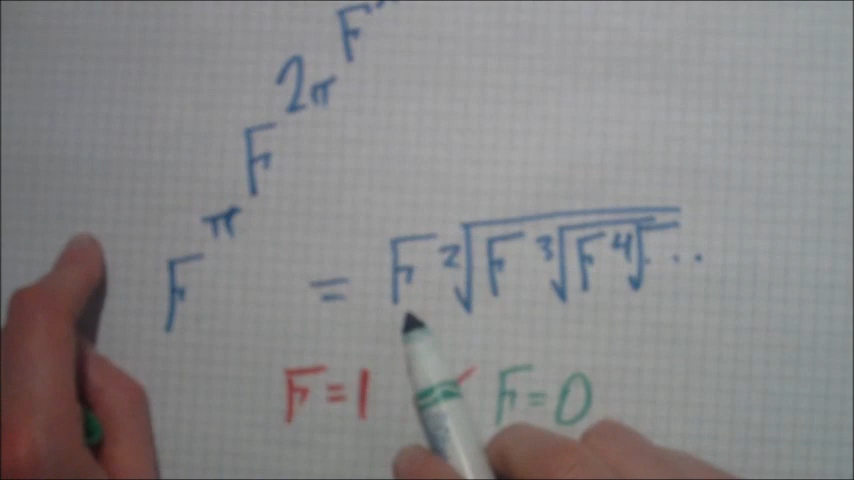 F^π F^2π F^
= F ²√F ³√F ⁴√F...
F=1 F=0